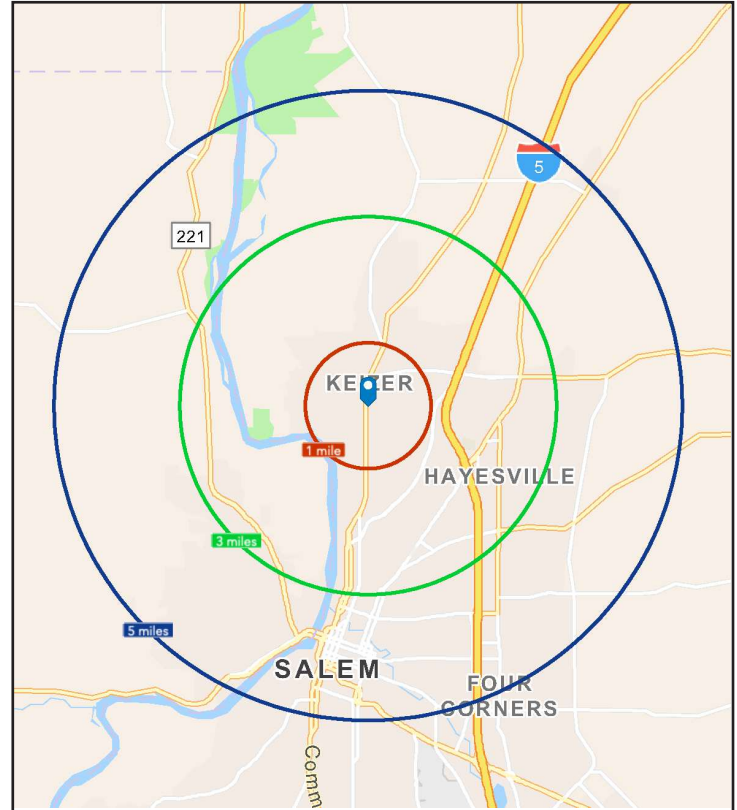 5
221
KEIZER
1 mile
HAYESVILLE
3 miles
5 miles
SALEM
FOUR
CORNERS
Comm